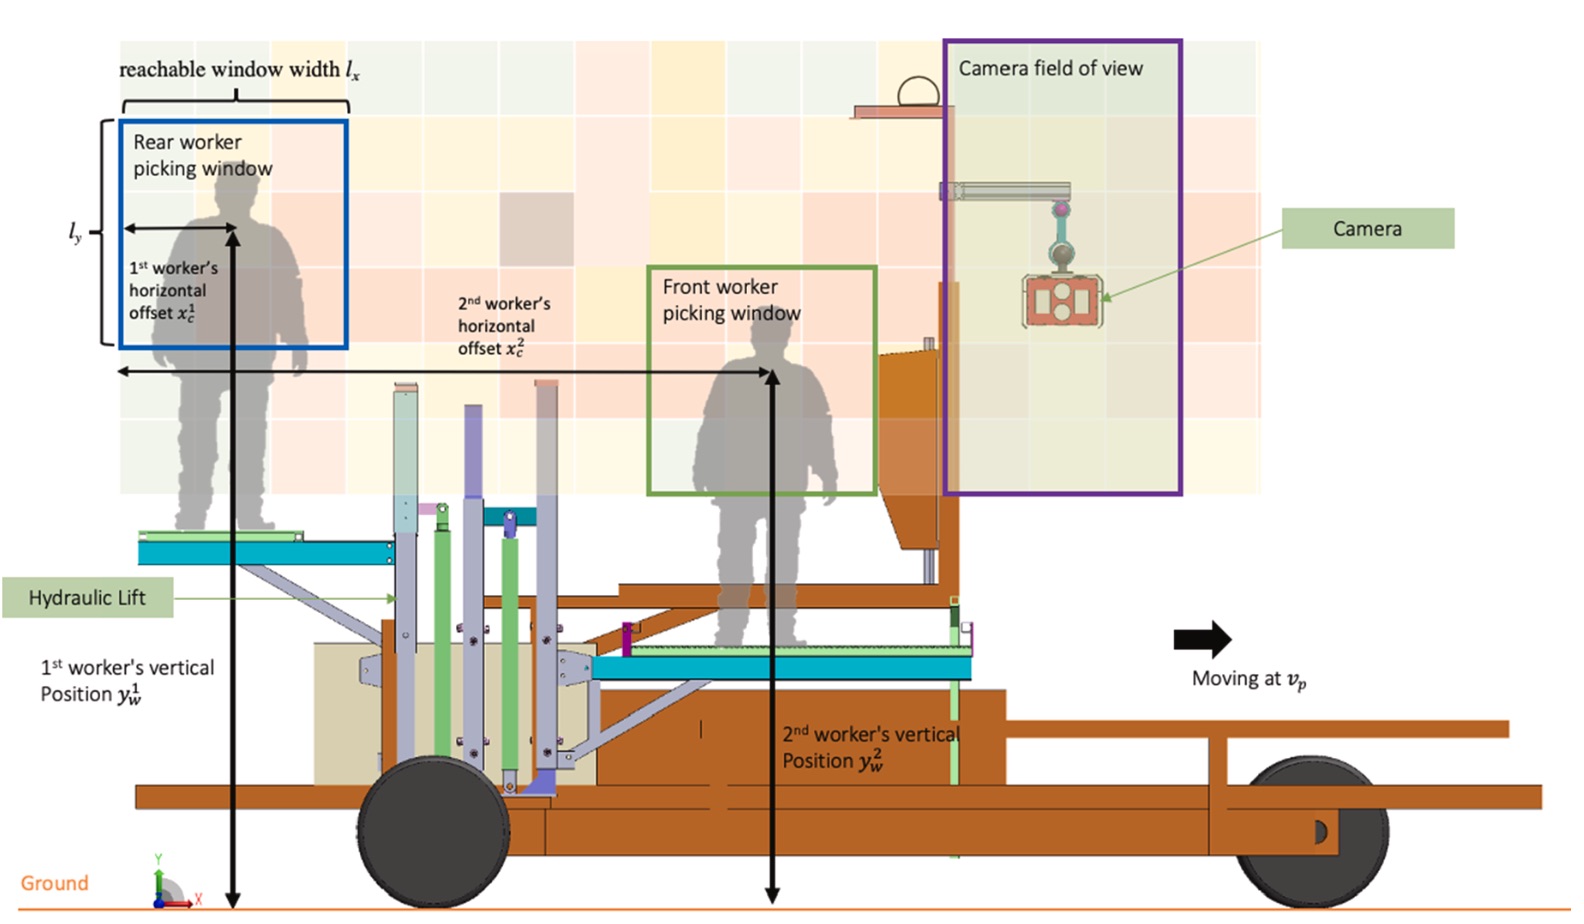 reachable window width lₓ
Camera field of view
Rear worker
picking window
l_y
Camera
1st worker's
horizontal
offset x_c^1
2nd worker's
horizontal
offset x_c^2
Front worker
picking window
Hydraulic Lift
1st worker's vertical
Position y_w^1
Moving at v_p
2nd worker's vertical
Position y_w^2
Ground
Y
X